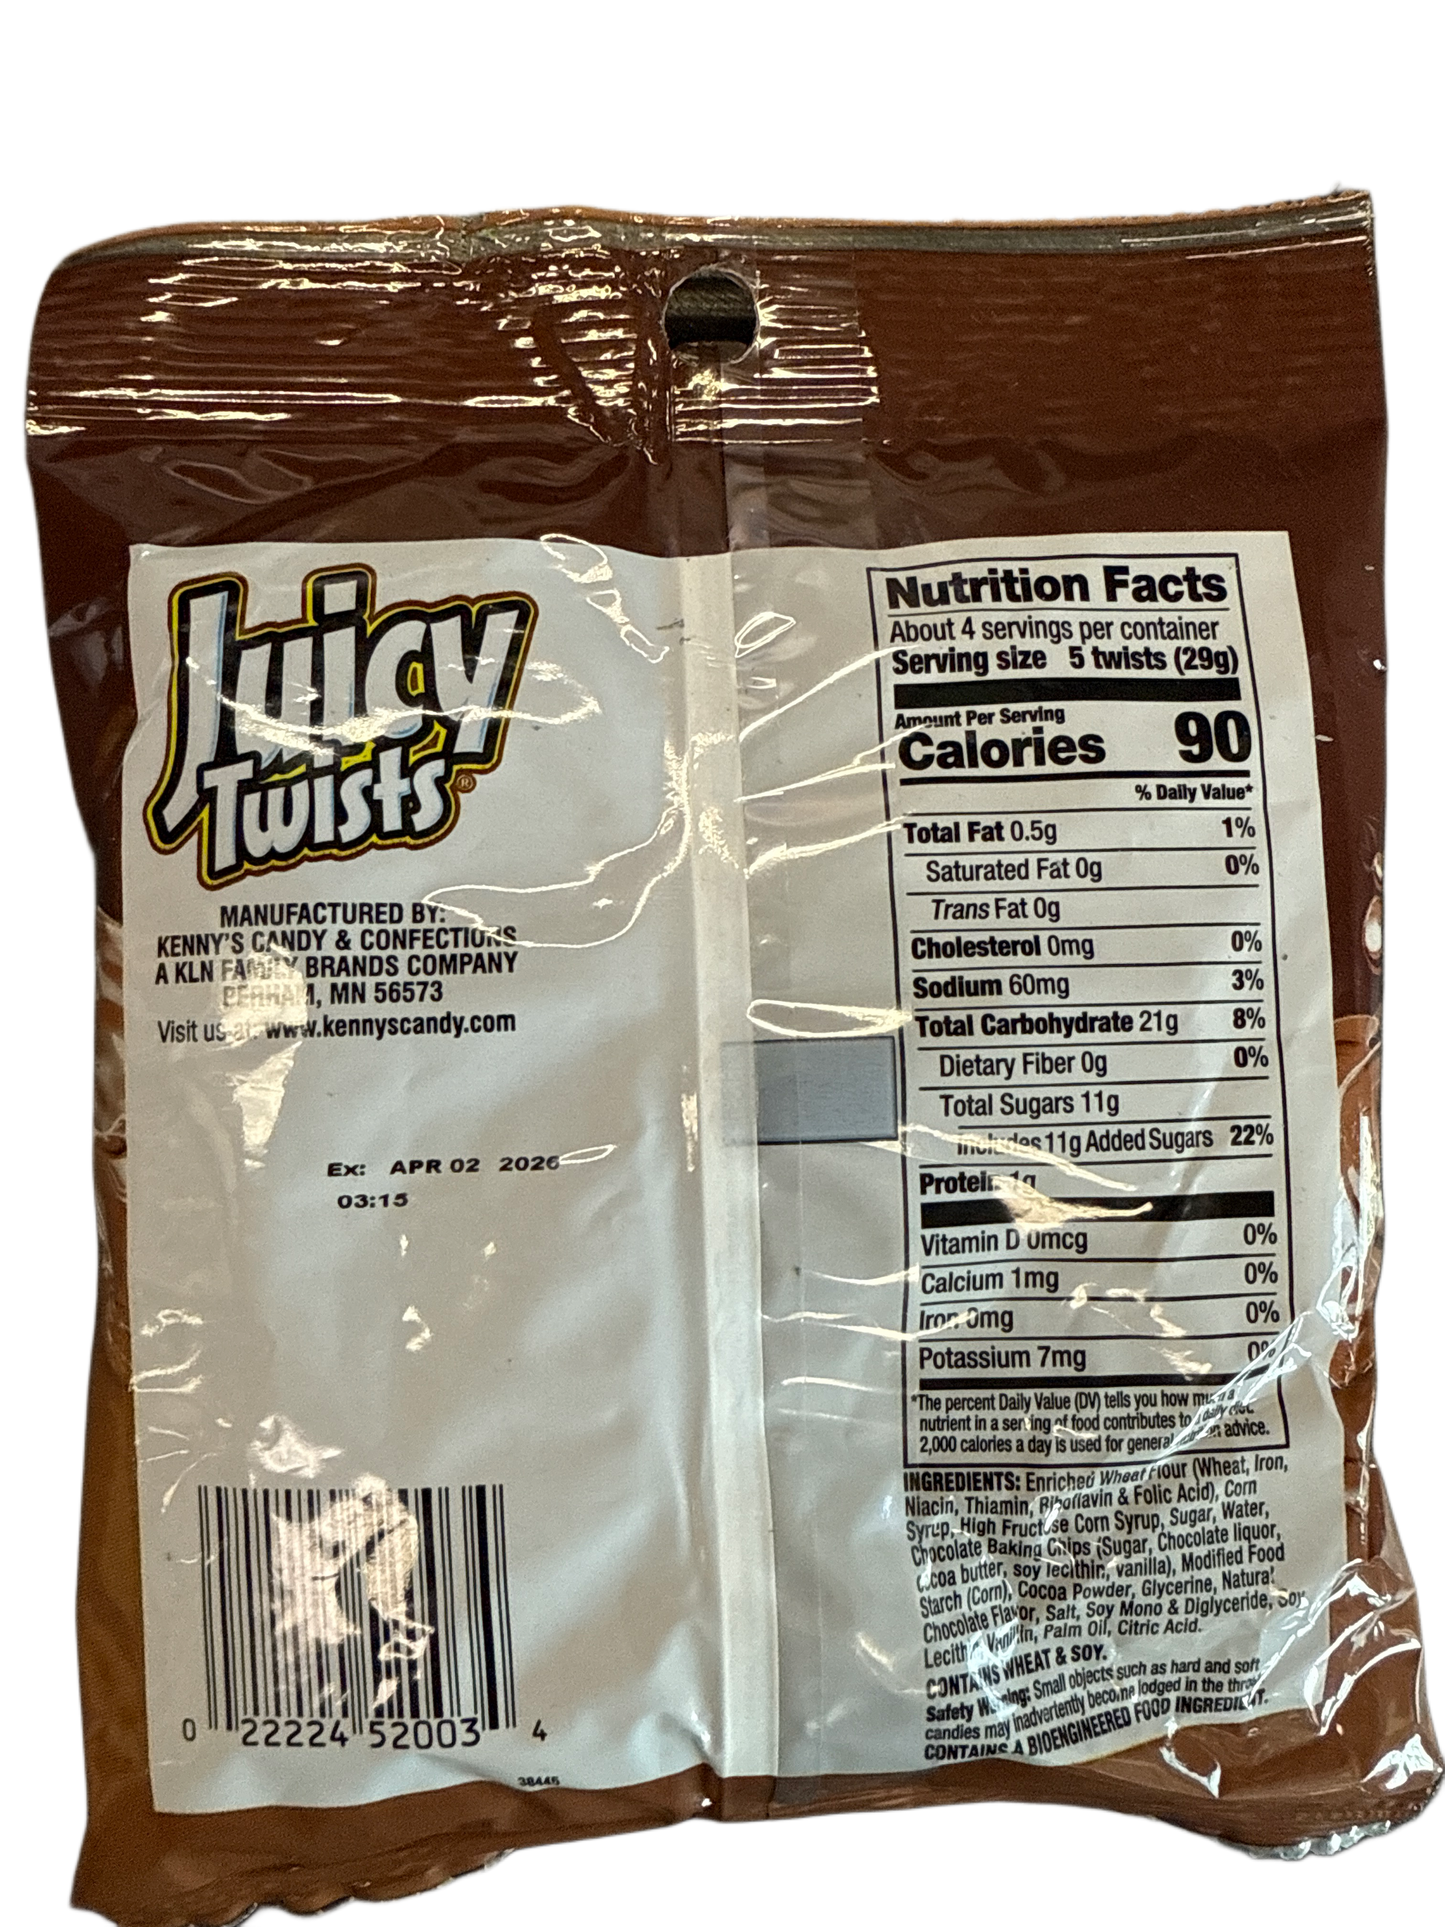 Juicy
Twists®
MANUFACTURED BY:
KENNY'S CANDY & CONFECTIONS
A KLN FAMILY BRANDS COMPANY
PERHAM, MN 56573
Visit us at: www.kennyscandy.com
Ex: APR 02 2026
03:15
0 22224 52003 4
38446
Nutrition Facts
About 4 servings per container
Serving size 5 twists (29g)
Amount Per Serving
Calories 90
% Daily Value*
Total Fat 0.5g 1%
Saturated Fat 0g 0%
Trans Fat 0g
Cholesterol 0mg 0%
Sodium 60mg 3%
Total Carbohydrate 21g 8%
Dietary Fiber 0g 0%
Total Sugars 11g
Includes 11g Added Sugars 22%
Protein 1g
Vitamin D 0mcg 0%
Calcium 1mg 0%
Iron 0mg 0%
Potassium 7mg 0%
*The percent Daily Value (DV) tells you how much a
nutrient in a serving of food contributes to a daily diet.
2,000 calories a day is used for general nutrition advice.
INGREDIENTS: Enriched Wheat Flour (Wheat, Iron,
Niacin, Thiamin, Riboflavin & Folic Acid), Corn
Syrup, High Fructose Corn Syrup, Sugar, Water,
Chocolate Baking Chips (Sugar, Chocolate liquor,
Cocoa butter, soy lecithin, vanilla), Modified Food
Starch (Corn), Cocoa Powder, Glycerine, Natural
Chocolate Flavor, Salt, Soy Mono & Diglyceride, Soy
Lecithin, Vanillin, Palm Oil, Citric Acid.
CONTAINS WHEAT & SOY.
Safety Warning: Small objects such as hard and soft
candies may inadvertently become lodged in the throat.
CONTAINS A BIOENGINEERED FOOD INGREDIENT.